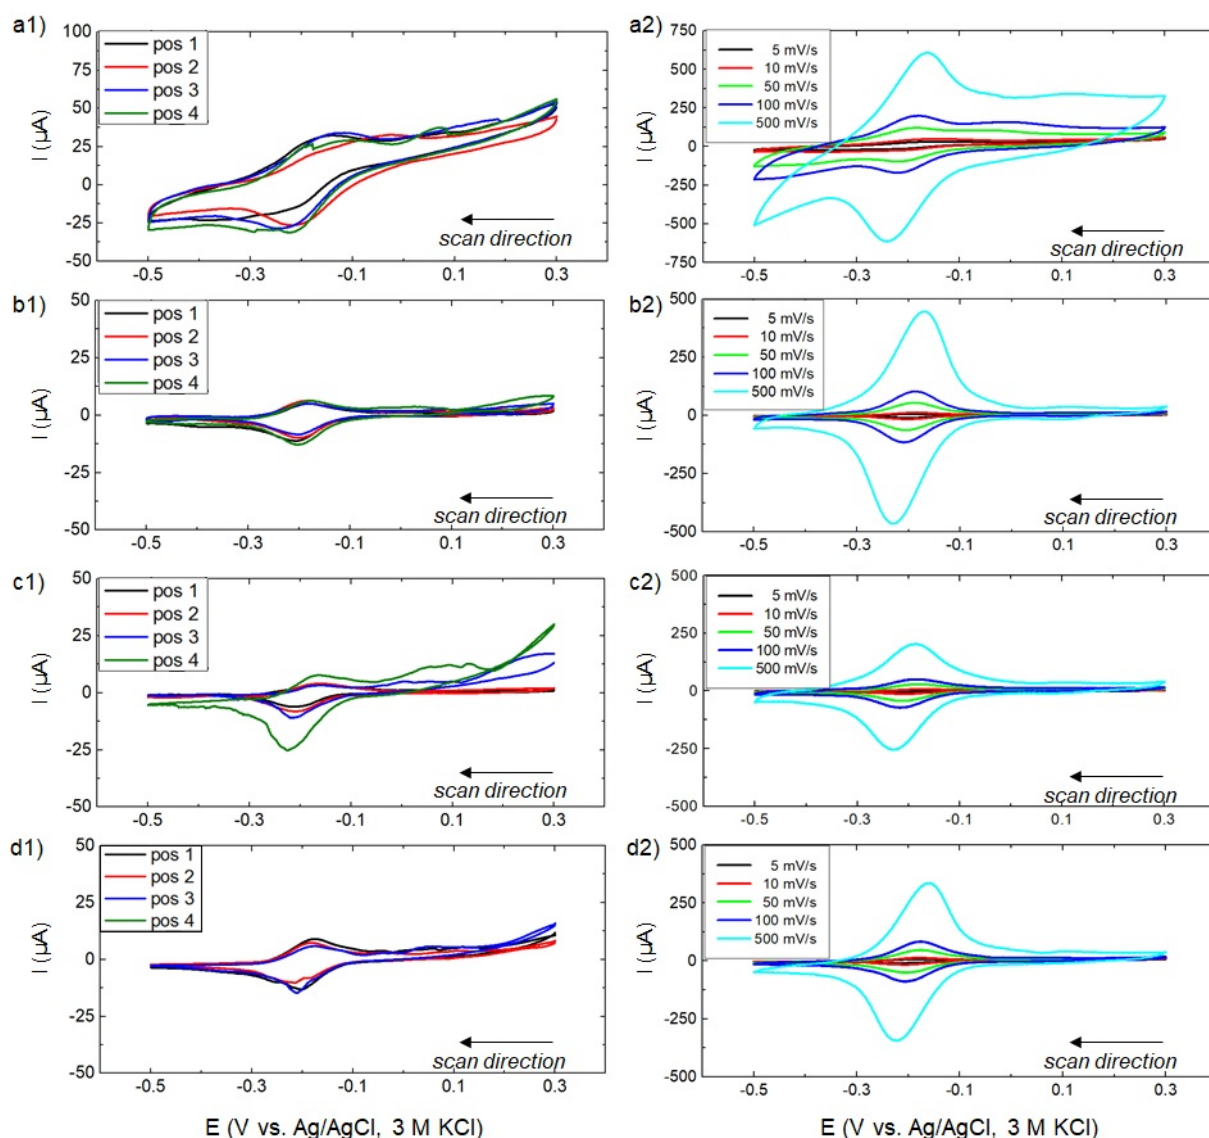 a1)
100
75
50
25
0
-25
-50
I (µA)
pos 1
pos 2
pos 3
pos 4
scan direction
-0.5
-0.3
-0.1
0.1
0.3
a2)
750
500
250
0
-250
-500
-750
I (µA)
5 mV/s
10 mV/s
50 mV/s
100 mV/s
500 mV/s
scan direction
-0.5
-0.3
-0.1
0.1
0.3
b1)
50
25
0
-25
-50
I (µA)
pos 1
pos 2
pos 3
pos 4
scan direction
-0.5
-0.3
-0.1
0.1
0.3
b2)
500
250
0
-250
-500
I (µA)
5 mV/s
10 mV/s
50 mV/s
100 mV/s
500 mV/s
scan direction
-0.5
-0.3
-0.1
0.1
0.3
c1)
50
25
0
-25
-50
I (µA)
pos 1
pos 2
pos 3
pos 4
scan direction
-0.5
-0.3
-0.1
0.1
0.3
c2)
500
250
0
-250
-500
I (µA)
5 mV/s
10 mV/s
50 mV/s
100 mV/s
500 mV/s
scan direction
-0.5
-0.3
-0.1
0.1
0.3
d1)
50
25
0
-25
-50
I (µA)
pos 1
pos 2
pos 3
pos 4
scan direction
-0.5
-0.3
-0.1
0.1
0.3
E (V vs. Ag/AgCl, 3 M KCl)
d2)
500
250
0
-250
-500
I (µA)
5 mV/s
10 mV/s
50 mV/s
100 mV/s
500 mV/s
scan direction
-0.5
-0.3
-0.1
0.1
0.3
E (V vs. Ag/AgCl, 3 M KCl)